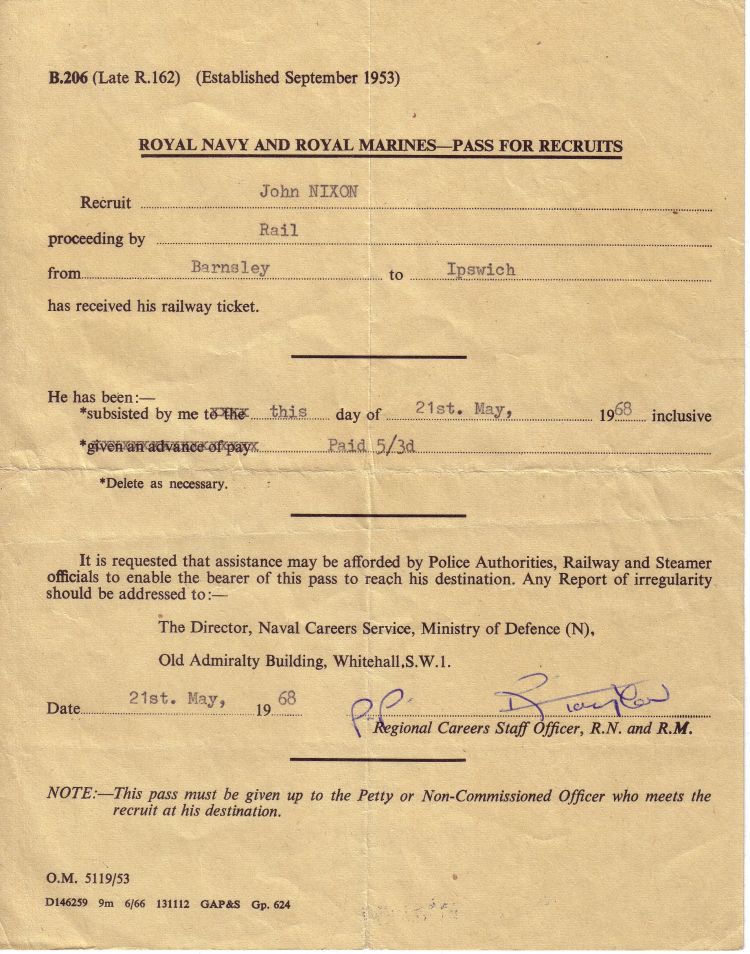 B.206 (Late R.162) (Established September 1953)
ROYAL NAVY AND ROYAL MARINES—PASS FOR RECRUITS
Recruit John NIXON
proceeding by Rail
from Barnsley to Ipswich
has received his railway ticket.
He has been:—
*subsisted by me to the this day of 21st. May, 1968 inclusive
*given an advance of pay Paid 5/3d
*Delete as necessary.
It is requested that assistance may be afforded by Police Authorities, Railway and Steamer
officials to enable the bearer of this pass to reach his destination. Any Report of irregularity
should be addressed to:—
The Director, Naval Careers Service, Ministry of Defence (N),
Old Admiralty Building, Whitehall,S.W.1.
Date 21st. May, 1968
P.P.
Regional Careers Staff Officer, R.N. and R.M.
NOTE:—This pass must be given up to the Petty or Non-Commissioned Officer who meets the
recruit at his destination.
O.M. 5119/53
D146259 9m 6/66 131112 GAP&S Gp. 624